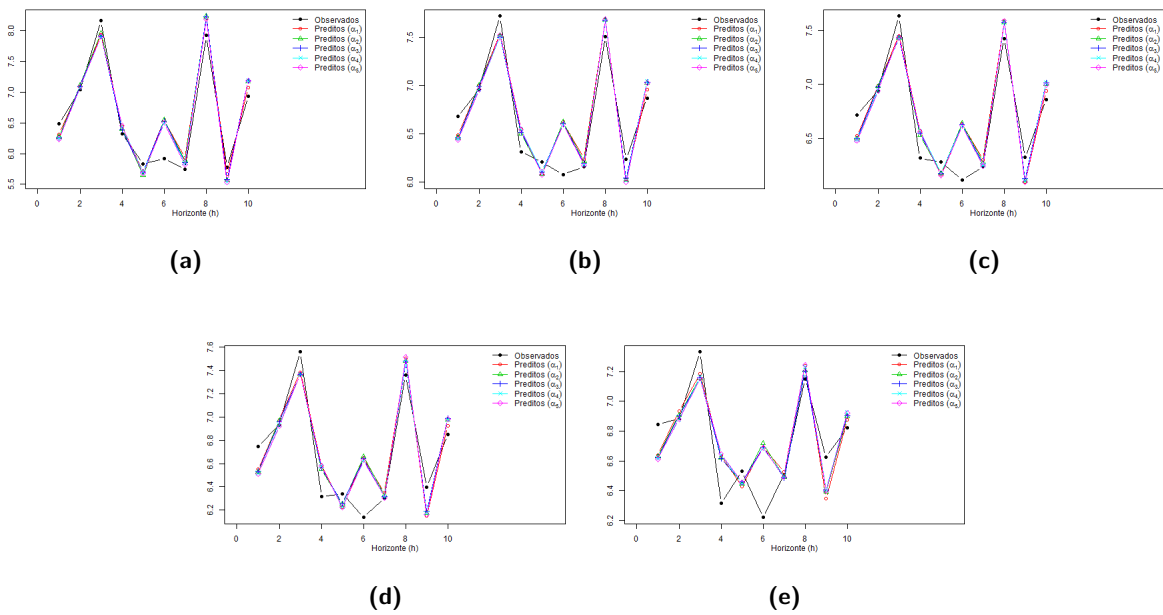 Observados
Preditos (α₁)
Preditos (α₂)
Preditos (α₃)
Preditos (α₄)
Preditos (α₅)
8.0
7.5
7.0
6.5
6.0
5.5
0 2 4 6 8 10
Horizonte (h)
(a)
Observados
Preditos (α₁)
Preditos (α₂)
Preditos (α₃)
Preditos (α₄)
Preditos (α₅)
7.5
7.0
6.5
6.0
0 2 4 6 8 10
Horizonte (h)
(b)
Observados
Preditos (α₁)
Preditos (α₂)
Preditos (α₃)
Preditos (α₄)
Preditos (α₅)
7.5
7.0
6.5
0 2 4 6 8 10
Horizonte (h)
(c)
Observados
Preditos (α₁)
Preditos (α₂)
Preditos (α₃)
Preditos (α₄)
Preditos (α₅)
7.6
7.4
7.2
7.0
6.8
6.6
6.4
6.2
0 2 4 6 8 10
Horizonte (h)
(d)
Observados
Preditos (α₁)
Preditos (α₂)
Preditos (α₃)
Preditos (α₄)
Preditos (α₅)
7.2
7.0
6.8
6.6
6.4
6.2
0 2 4 6 8 10
Horizonte (h)
(e)